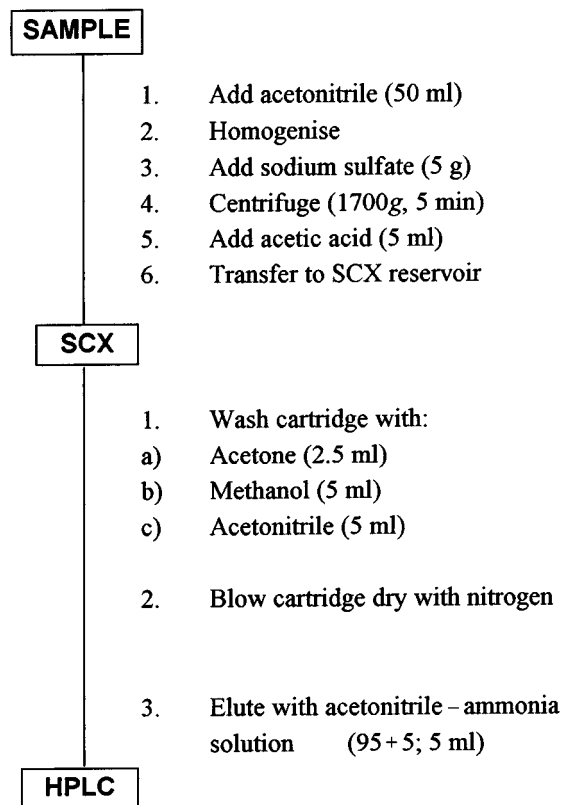 SAMPLE
1. Add acetonitrile (50 ml)
2. Homogenise
3. Add sodium sulfate (5 g)
4. Centrifuge (1700g, 5 min)
5. Add acetic acid (5 ml)
6. Transfer to SCX reservoir
SCX
1. Wash cartridge with:
a) Acetone (2.5 ml)
b) Methanol (5 ml)
c) Acetonitrile (5 ml)
2. Blow cartridge dry with nitrogen
3. Elute with acetonitrile – ammonia
solution (95+5; 5 ml)
HPLC